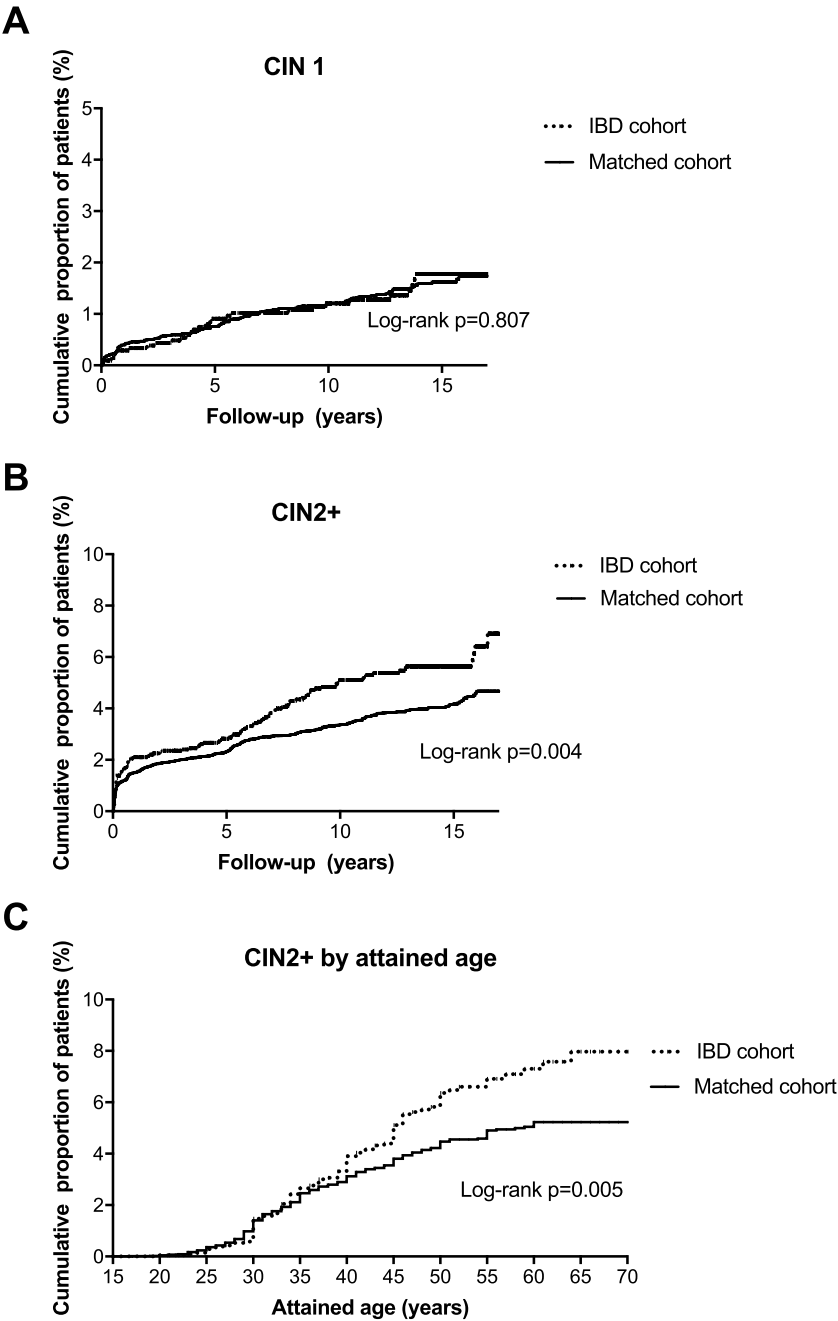 A
CIN 1
Cumulative proportion of patients (%)
5
4
3
2
1
0
0 5 10 15
Follow-up (years)
IBD cohort
Matched cohort
Log-rank p=0.807
B
CIN2+
Cumulative proportion of patients (%)
10
8
6
4
2
0
0 5 10 15
Follow-up (years)
IBD cohort
Matched cohort
Log-rank p=0.004
C
CIN2+ by attained age
Cumulative proportion of patients (%)
10
8
6
4
2
0
15 20 25 30 35 40 45 50 55 60 65 70
Attained age (years)
IBD cohort
Matched cohort
Log-rank p=0.005